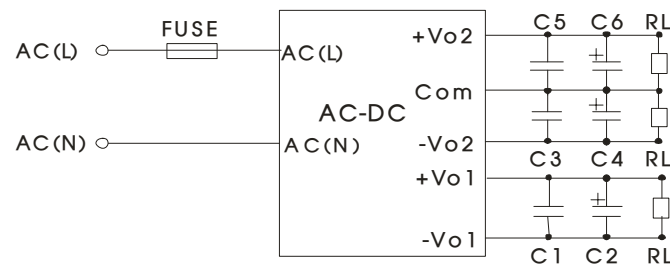 C5 C6 RL
FUSE
+Vo2
AC(L)
AC(L)
+
Com
AC-DC
+
AC(N)
AC(N)
-Vo2
C3 C4 RL
+Vo1
+
-Vo1
C1 C2 RL